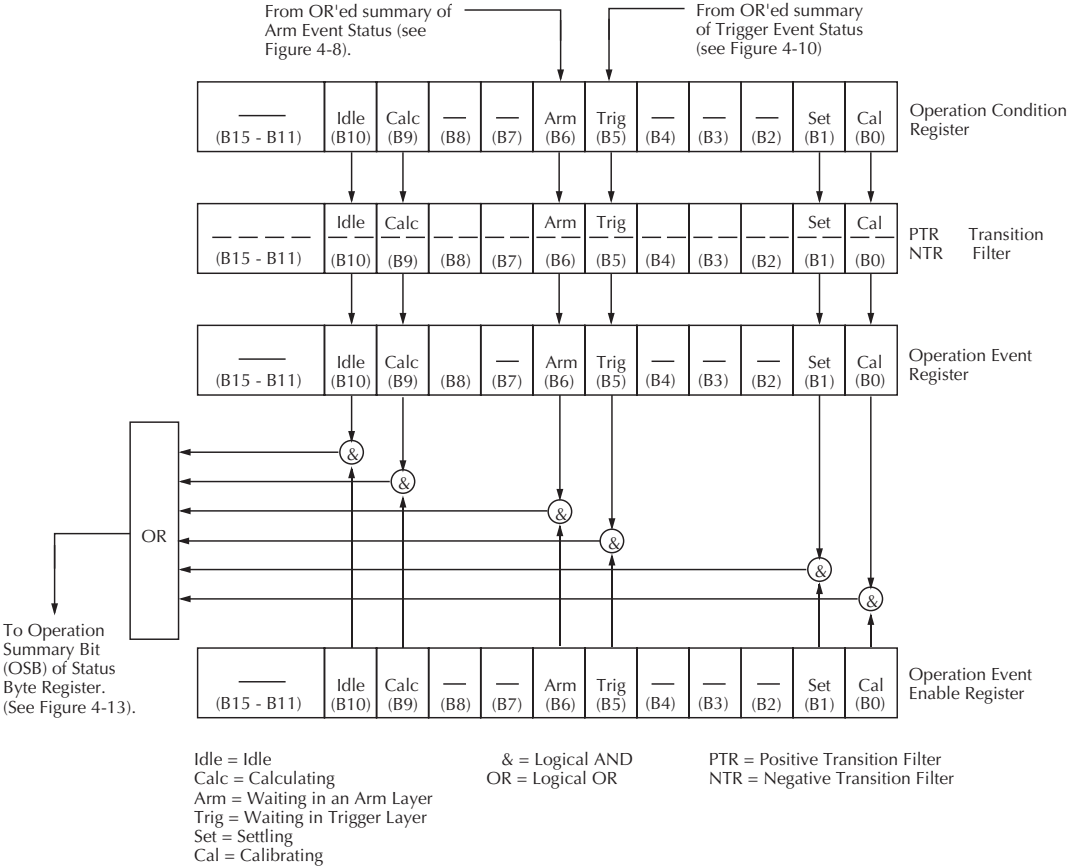 From OR'ed summary of
Arm Event Status (see
Figure 4-8).
From OR'ed summary
of Trigger Event Status
(see Figure 4-10)
— Idle Calc — — Arm Trig — — — Set Cal
(B15 - B11) (B10) (B9) (B8) (B7) (B6) (B5) (B4) (B3) (B2) (B1) (B0)
Operation Condition
Register
Idle Calc Arm Trig Set Cal
(B15 - B11) (B10) (B9) (B8) (B7) (B6) (B5) (B4) (B3) (B2) (B1) (B0)
PTR Transition
NTR Filter
— Idle Calc — Arm Trig — — — Set Cal
(B15 - B11) (B10) (B9) (B8) (B7) (B6) (B5) (B4) (B3) (B2) (B1) (B0)
Operation Event
Register
&
&
&
&
&
&
OR
To Operation
Summary Bit
(OSB) of Status
Byte Register.
(See Figure 4-13).
— Idle Calc — — Arm Trig — — — Set Cal
(B15 - B11) (B10) (B9) (B8) (B7) (B6) (B5) (B4) (B3) (B2) (B1) (B0)
Operation Event
Enable Register
Idle = Idle
Calc = Calculating
Arm = Waiting in an Arm Layer
Trig = Waiting in Trigger Layer
Set = Settling
Cal = Calibrating
& = Logical AND
OR = Logical OR
PTR = Positive Transition Filter
NTR = Negative Transition Filter